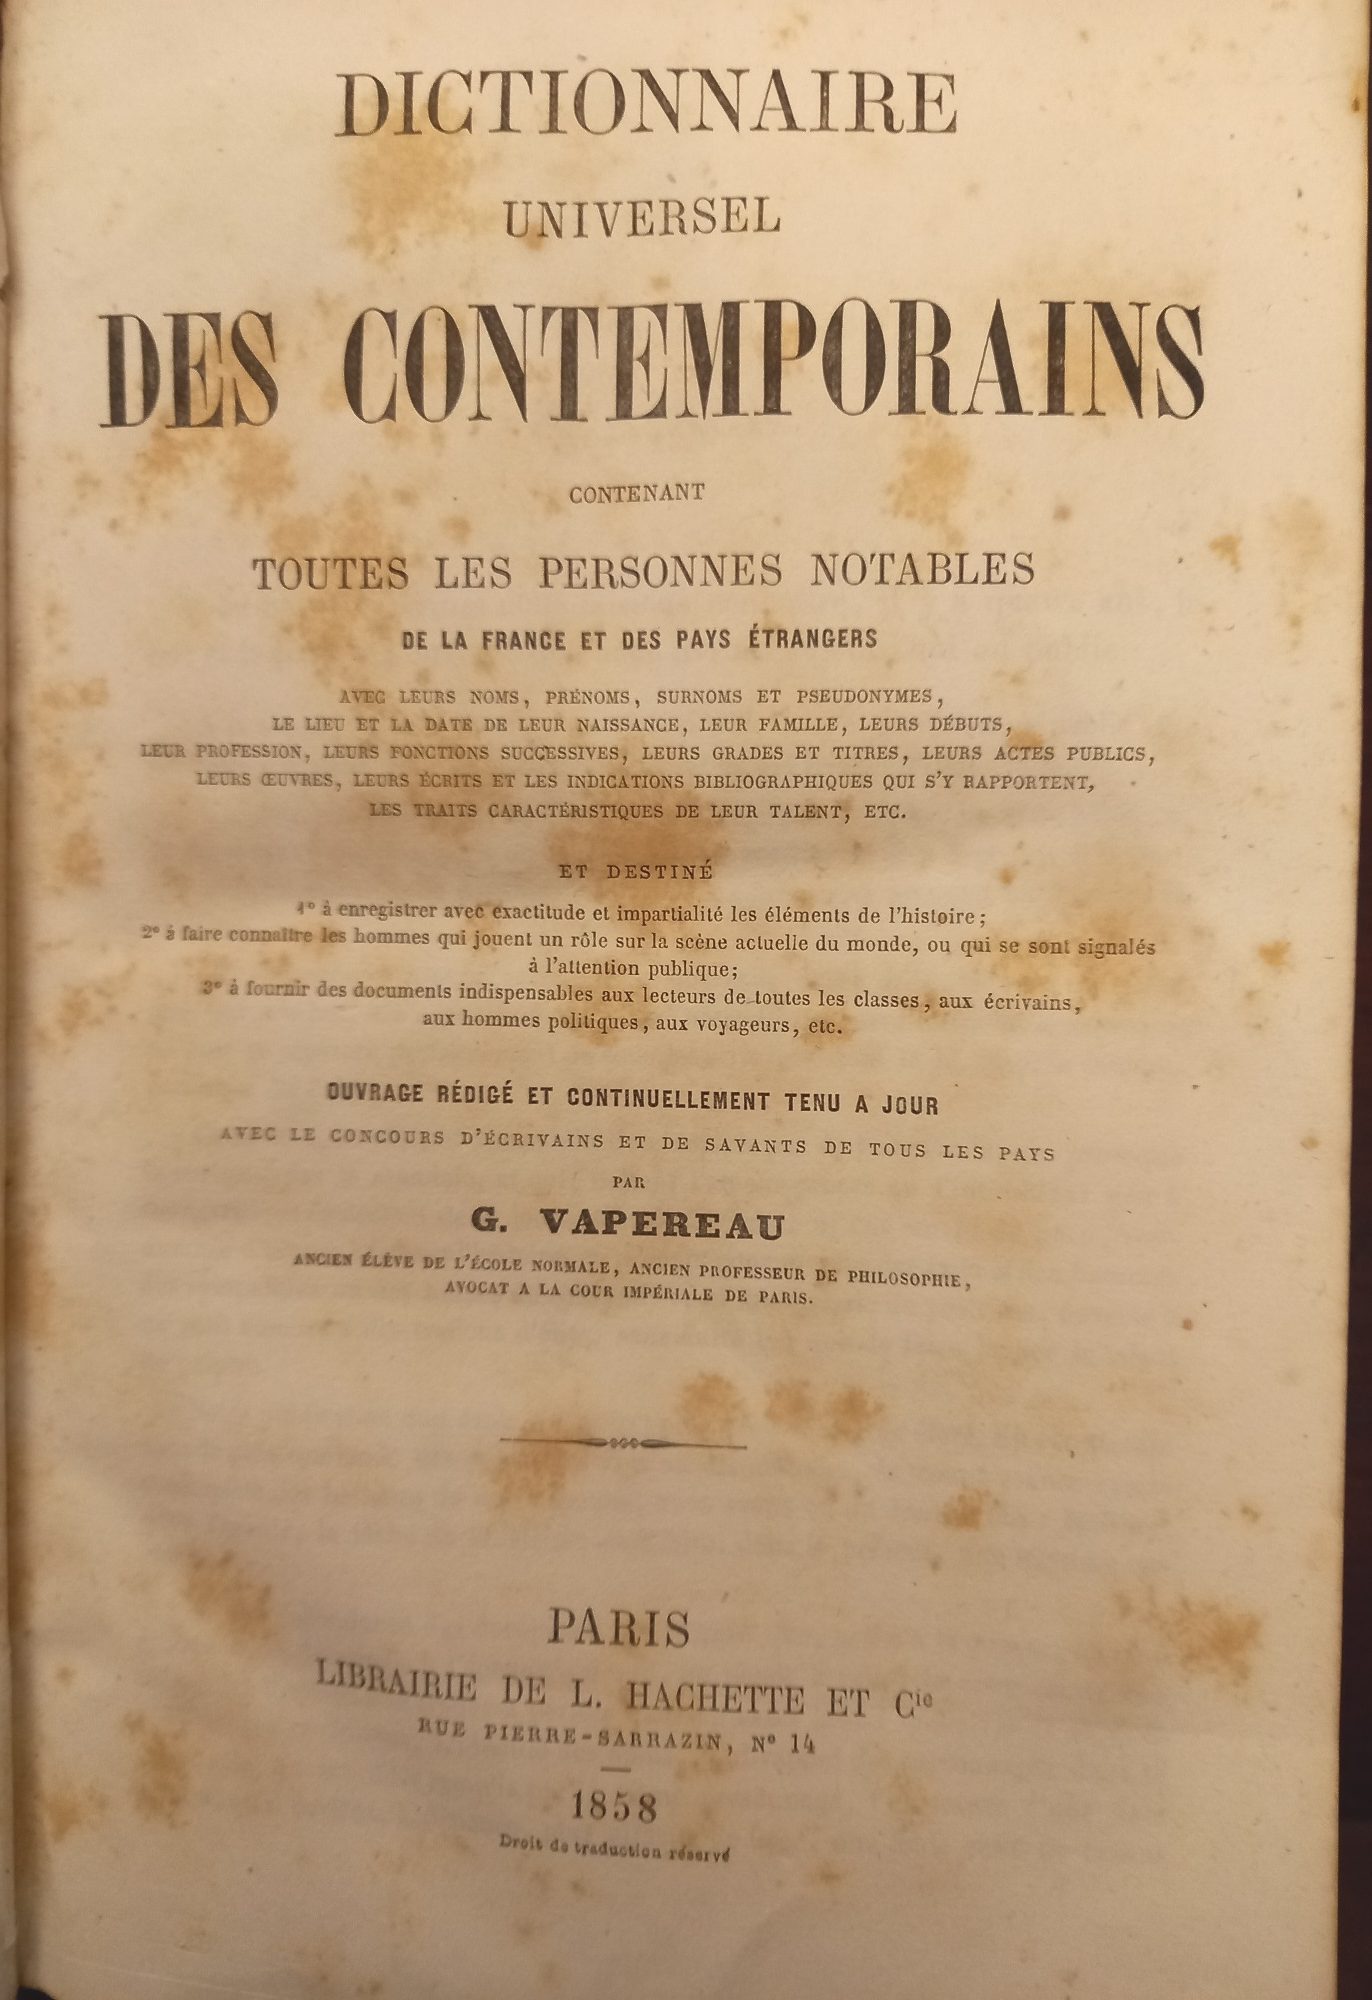 DICTIONNAIRE
UNIVERSEL
DES CONTEMPORAINS
CONTENANT
TOUTES LES PERSONNES NOTABLES
DE LA FRANCE ET DES PAYS ÉTRANGERS
AVEC LEURS NOMS, PRÉNOMS, SURNOMS ET PSEUDONYMES,
LE LIEU ET LA DATE DE LEUR NAISSANCE, LEUR FAMILLE, LEURS DÉBUTS,
LEUR PROFESSION, LEURS FONCTIONS SUCCESSIVES, LEURS GRADES ET TITRES, LEURS ACTES PUBLICS,
LEURS ŒUVRES, LEURS ÉCRITS ET LES INDICATIONS BIBLIOGRAPHIQUES QUI S'Y RAPPORTENT,
LES TRAITS CARACTÉRISTIQUES DE LEUR TALENT, ETC.
ET DESTINÉ
1° à enregistrer avec exactitude et impartialité les éléments de l'histoire;
2° à faire connaître les hommes qui jouent un rôle sur la scène actuelle du monde, ou qui se sont signalés
à l'attention publique;
3° à fournir des documents indispensables aux lecteurs de toutes les classes, aux écrivains,
aux hommes politiques, aux voyageurs, etc.
OUVRAGE RÉDIGÉ ET CONTINUELLEMENT TENU A JOUR
AVEC LE CONCOURS D'ÉCRIVAINS ET DE SAVANTS DE TOUS LES PAYS
PAR
G. VAPEREAU
ANCIEN ÉLÈVE DE L'ÉCOLE NORMALE, ANCIEN PROFESSEUR DE PHILOSOPHIE,
AVOCAT A LA COUR IMPÉRIALE DE PARIS.
PARIS
LIBRAIRIE DE L. HACHETTE ET Cie
RUE PIERRE-SARRAZIN, N° 14
1858
Droit de traduction réservé